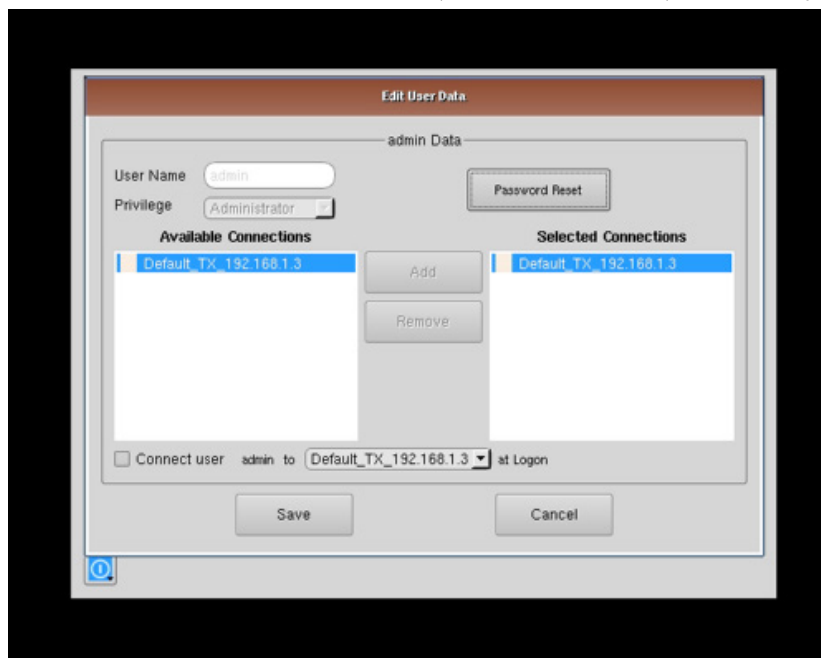 Edit User Data
admin Data
User Name admin
Password Reset
Privilege Administrator
Available Connections
Selected Connections
Default_TX_192.168.1.3
Add
Default_TX_192.168.1.3
Remove
Connect user admin to Default_TX_192.168.1.3 at Logon
Save
Cancel